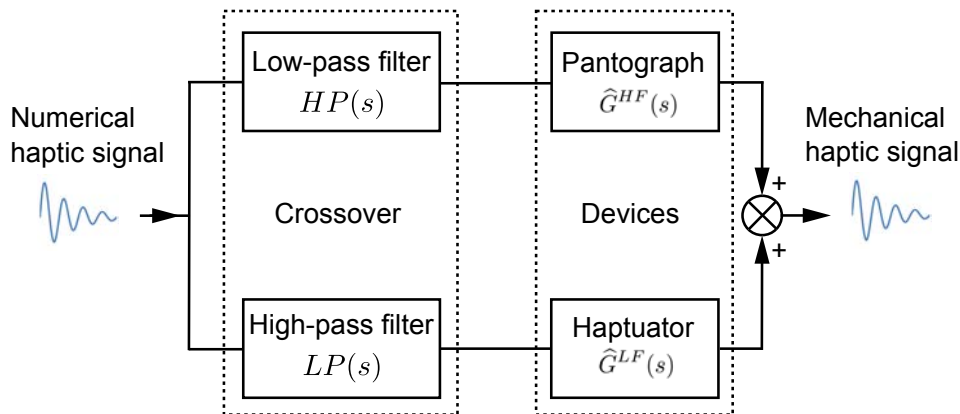 Low-pass filter
HP(s)
Pantograph
Ĝ^{HF}(s)
Numerical
haptic signal
Mechanical
haptic signal
+
Crossover
Devices
+
High-pass filter
LP(s)
Haptuator
Ĝ^{LF}(s)